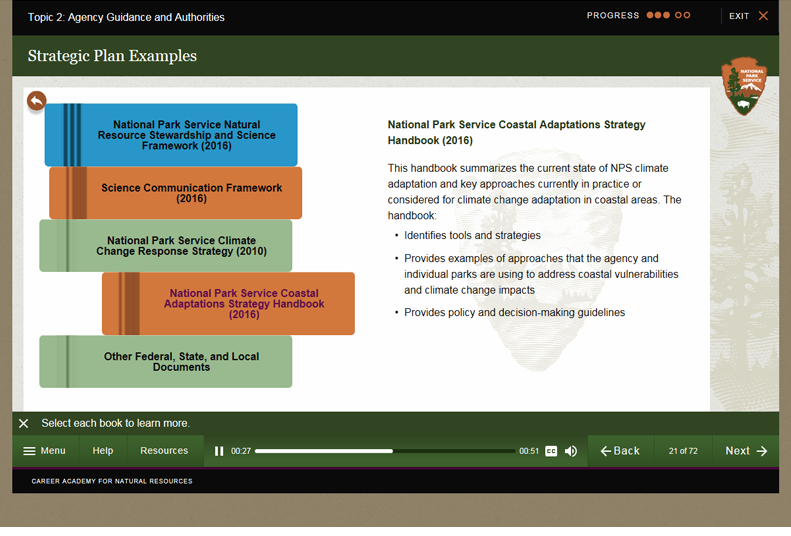 Topic 2: Agency Guidance and Authorities
PROGRESS
EXIT
Strategic Plan Examples
NATIONAL
PARK
SERVICE
National Park Service Natural
Resource Stewardship and Science
Framework (2016)
Science Communication Framework
(2016)
National Park Service Climate
Change Response Strategy (2010)
National Park Service Coastal
Adaptations Strategy Handbook
(2016)
Other Federal, State, and Local
Documents
National Park Service Coastal Adaptations Strategy
Handbook (2016)
This handbook summarizes the current state of NPS climate
adaptation and key approaches currently in practice or
considered for climate change adaptation in coastal areas. The
handbook:
• Identifies tools and strategies
• Provides examples of approaches that the agency and
individual parks are using to address coastal vulnerabilities
and climate change impacts
• Provides policy and decision-making guidelines
Select each book to learn more.
Menu
Help
Resources
00:27
00:51
CC
Back
21 of 72
Next
CAREER ACADEMY FOR NATURAL RESOURCES